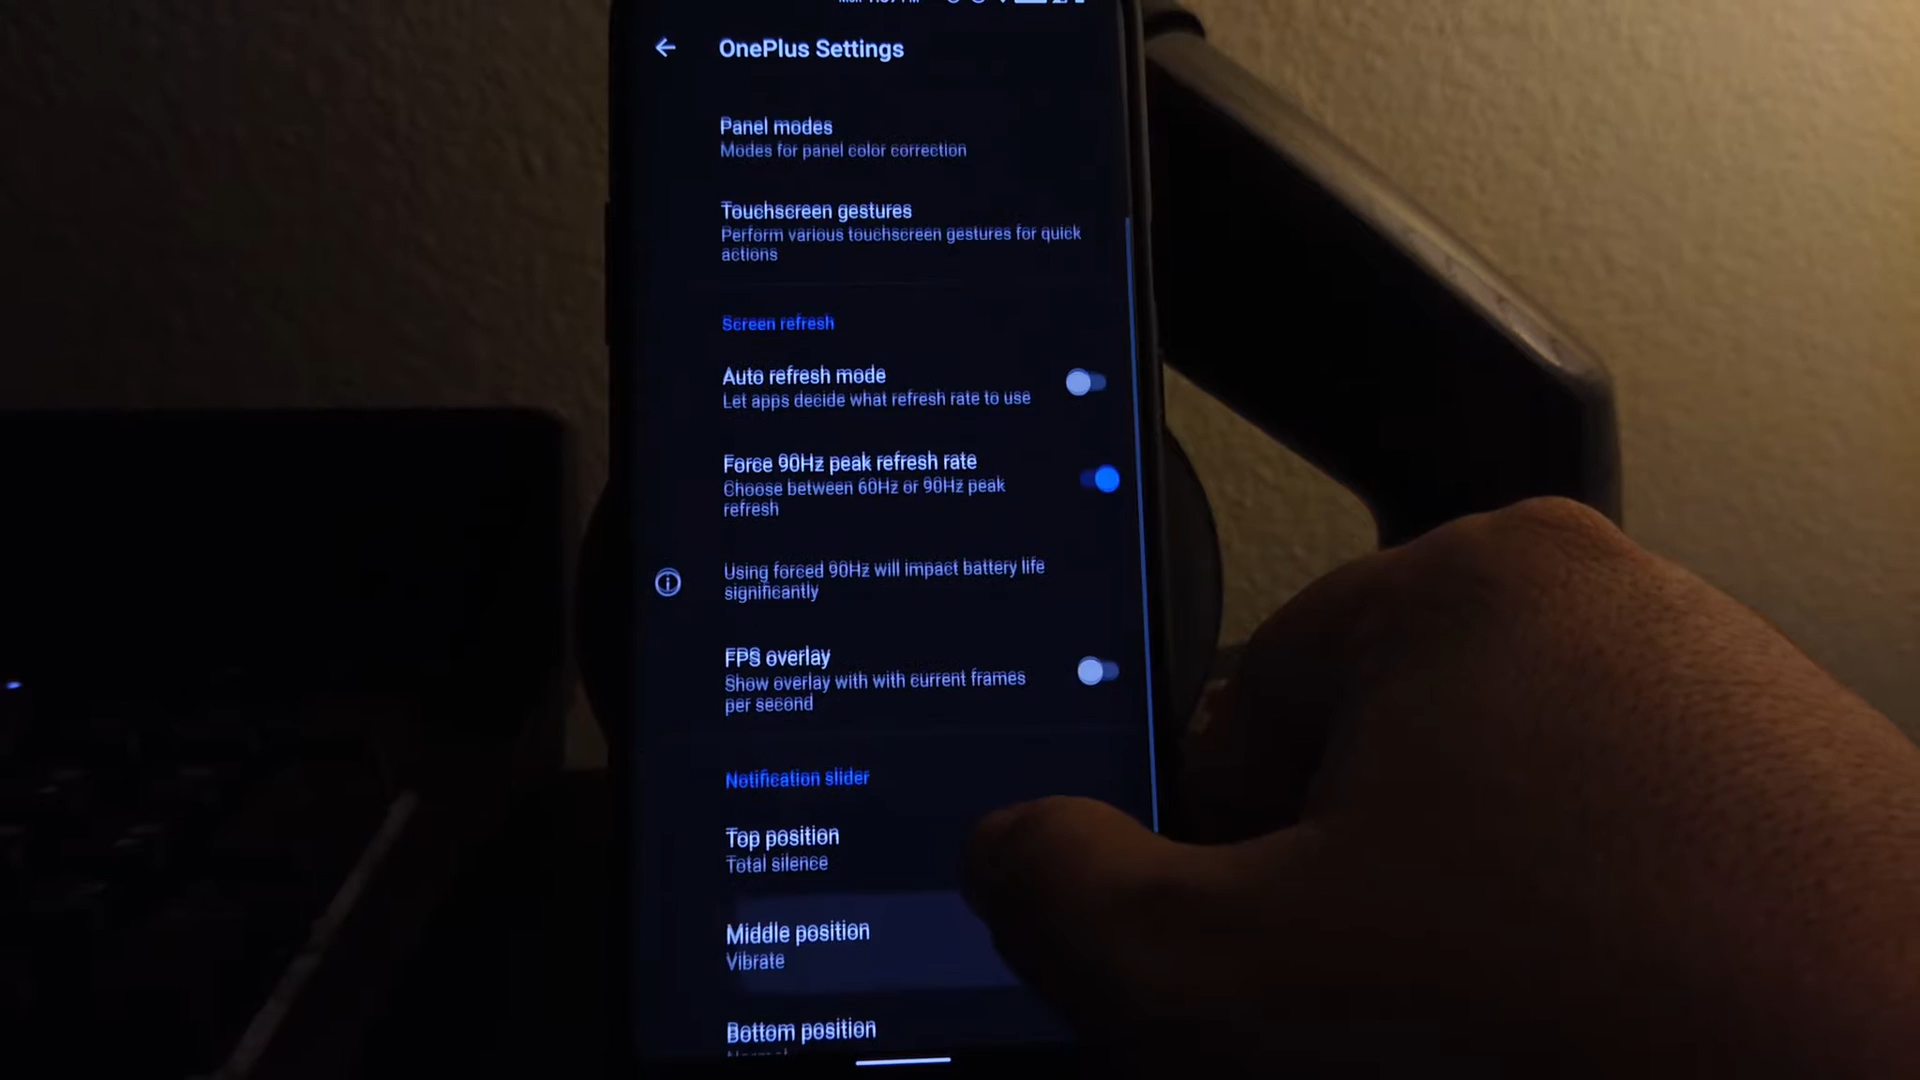 OnePlus Settings
Panel modes
Modes for panel color correction
Touchscreen gestures
Perform various touchscreen gestures for quick
actions
Screen refresh
Auto refresh mode
Let apps decide what refresh rate to use
Force 90Hz peak refresh rate
Choose between 60Hz or 90Hz peak
refresh
Using forced 90Hz will impact battery life
significantly
FPS overlay
Show overlay with with current frames
per second
Notification slider
Top position
Total silence
Middle position
Vibrate
Bottom position